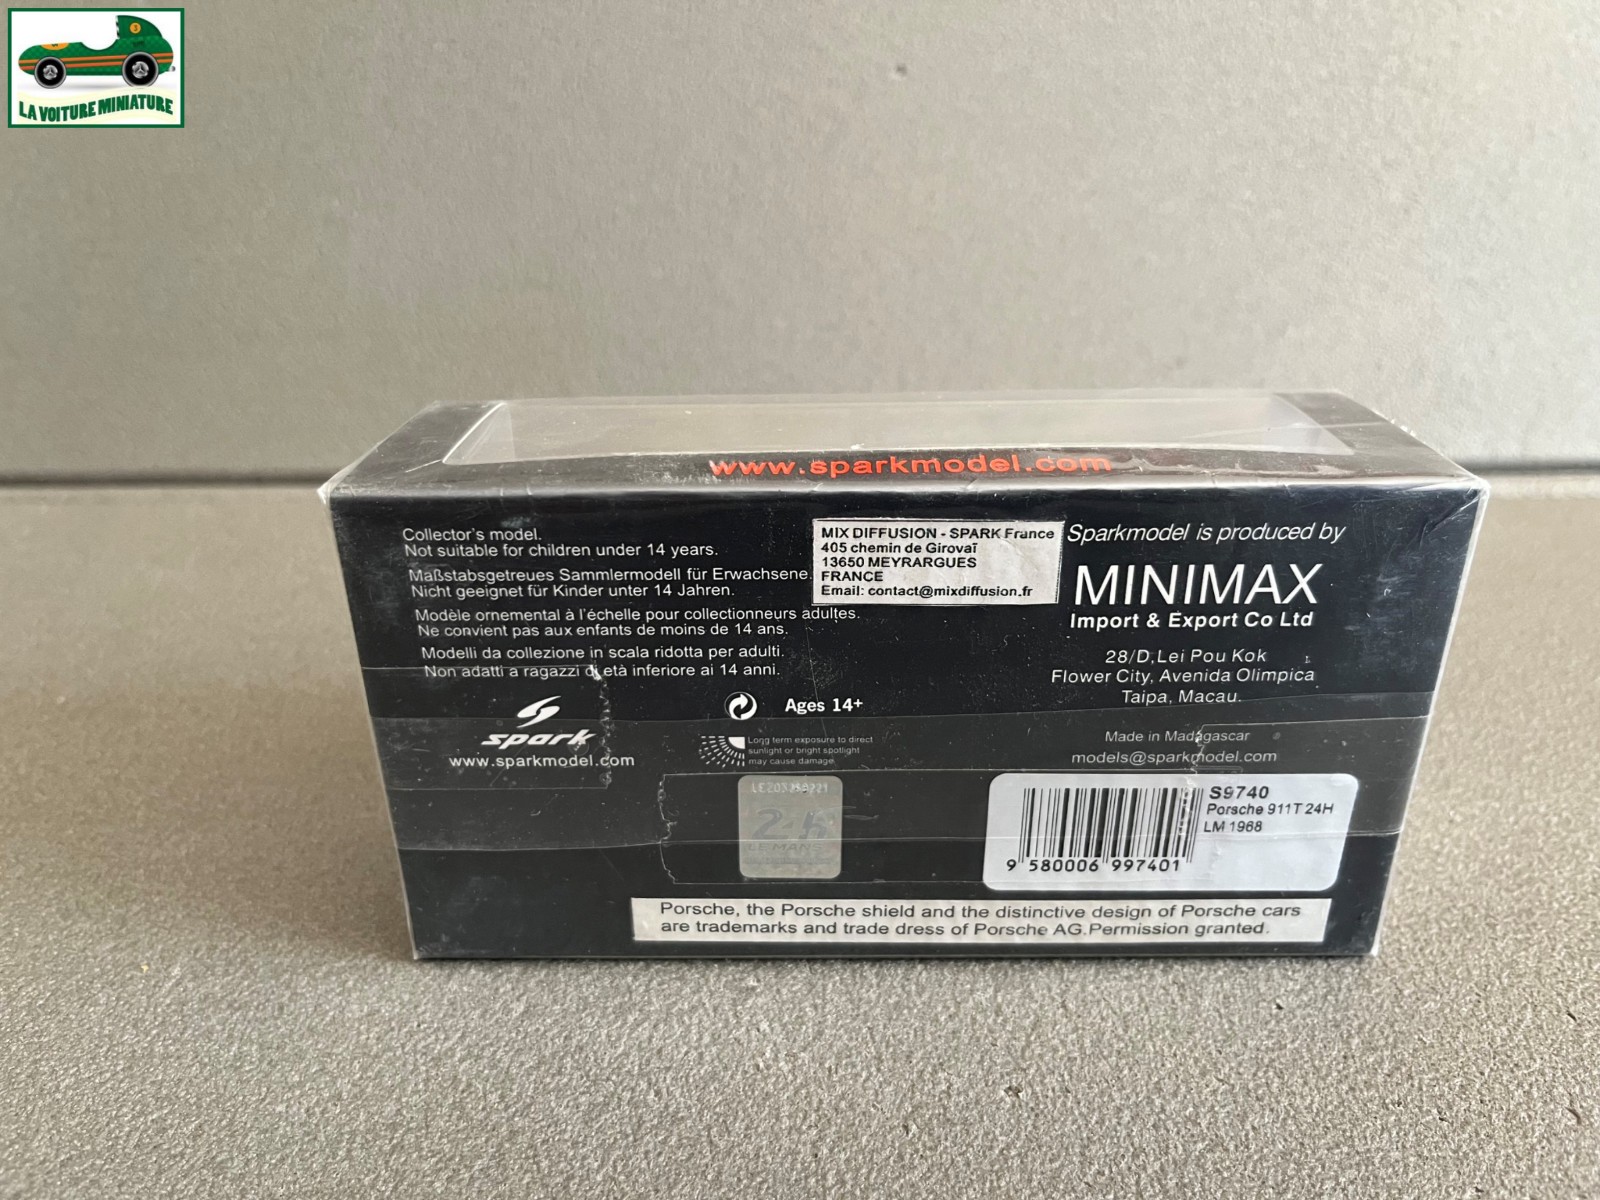 LA VOITURE MINIATURE
www.sparkmodel.com
Collector's model.
Not suitable for children under 14 years.
Maßstabsgetreues Sammlermodell für Erwachsene.
Nicht geeignet für Kinder unter 14 Jahren.
Modèle ornemental à l'échelle pour collectionneurs adultes.
Ne convient pas aux enfants de moins de 14 ans.
Modelli da collezione in scala ridotta per adulti.
Non adatti a ragazzi di età inferiore ai 14 anni.
spark
www.sparkmodel.com
Ages 14+
Long term exposure to direct
sunlight or bright spotlight
may cause damage
MIX DIFFUSION - SPARK France
405 chemin de Girovaï
13650 MEYRARGUES
FRANCE
Email: contact@mixdiffusion.fr
Sparkmodel is produced by
MINIMAX
Import & Export Co Ltd
28/D,Lei Pou Kok
Flower City, Avenida Olimpica
Taipa, Macau.
Made in Madagascar
models@sparkmodel.com
24h
LE MANS
S9740
Porsche 911T 24H
LM 1968
9 580006 997401
Porsche, the Porsche shield and the distinctive design of Porsche cars
are trademarks and trade dress of Porsche AG.Permission granted.